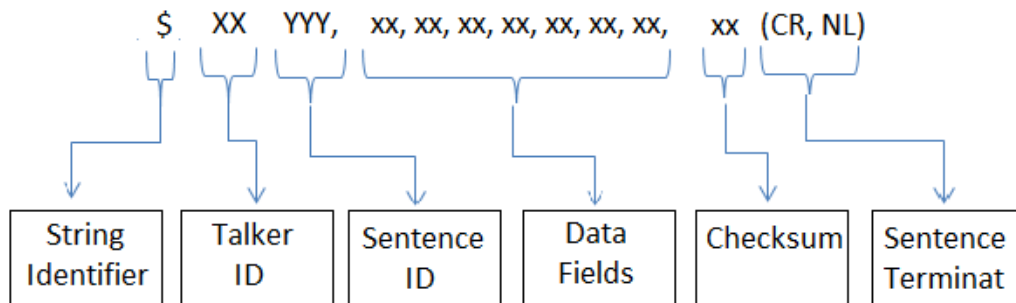 $ XX YYY, xx, xx, xx, xx, xx, xx, xx, xx (CR, NL)
String
Identifier
Talker
ID
Sentence
ID
Data
Fields
Checksum
Sentence
Terminat